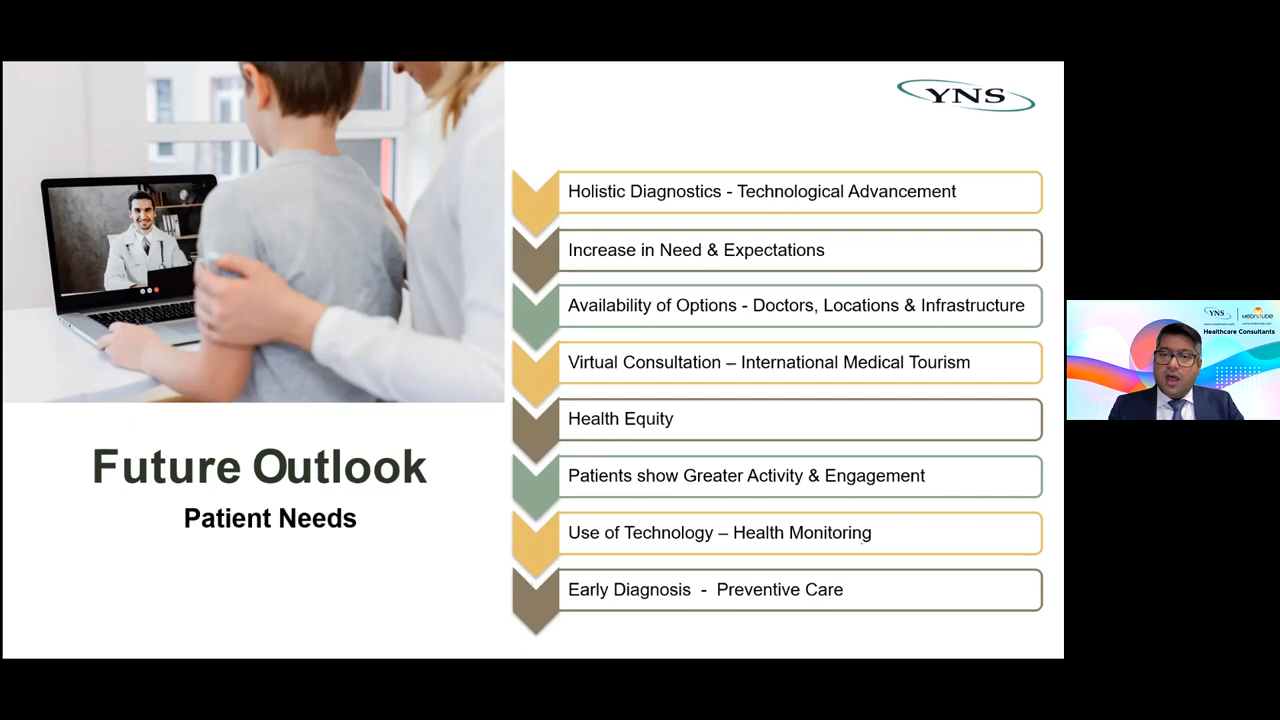 YNS
Holistic Diagnostics - Technological Advancement
Increase in Need & Expectations
Availability of Options - Doctors, Locations & Infrastructure
Virtual Consultation – International Medical Tourism
Health Equity
Patients show Greater Activity & Engagement
Use of Technology – Health Monitoring
Early Diagnosis - Preventive Care
Future Outlook
Patient Needs
YNS
Healthcare Consultants